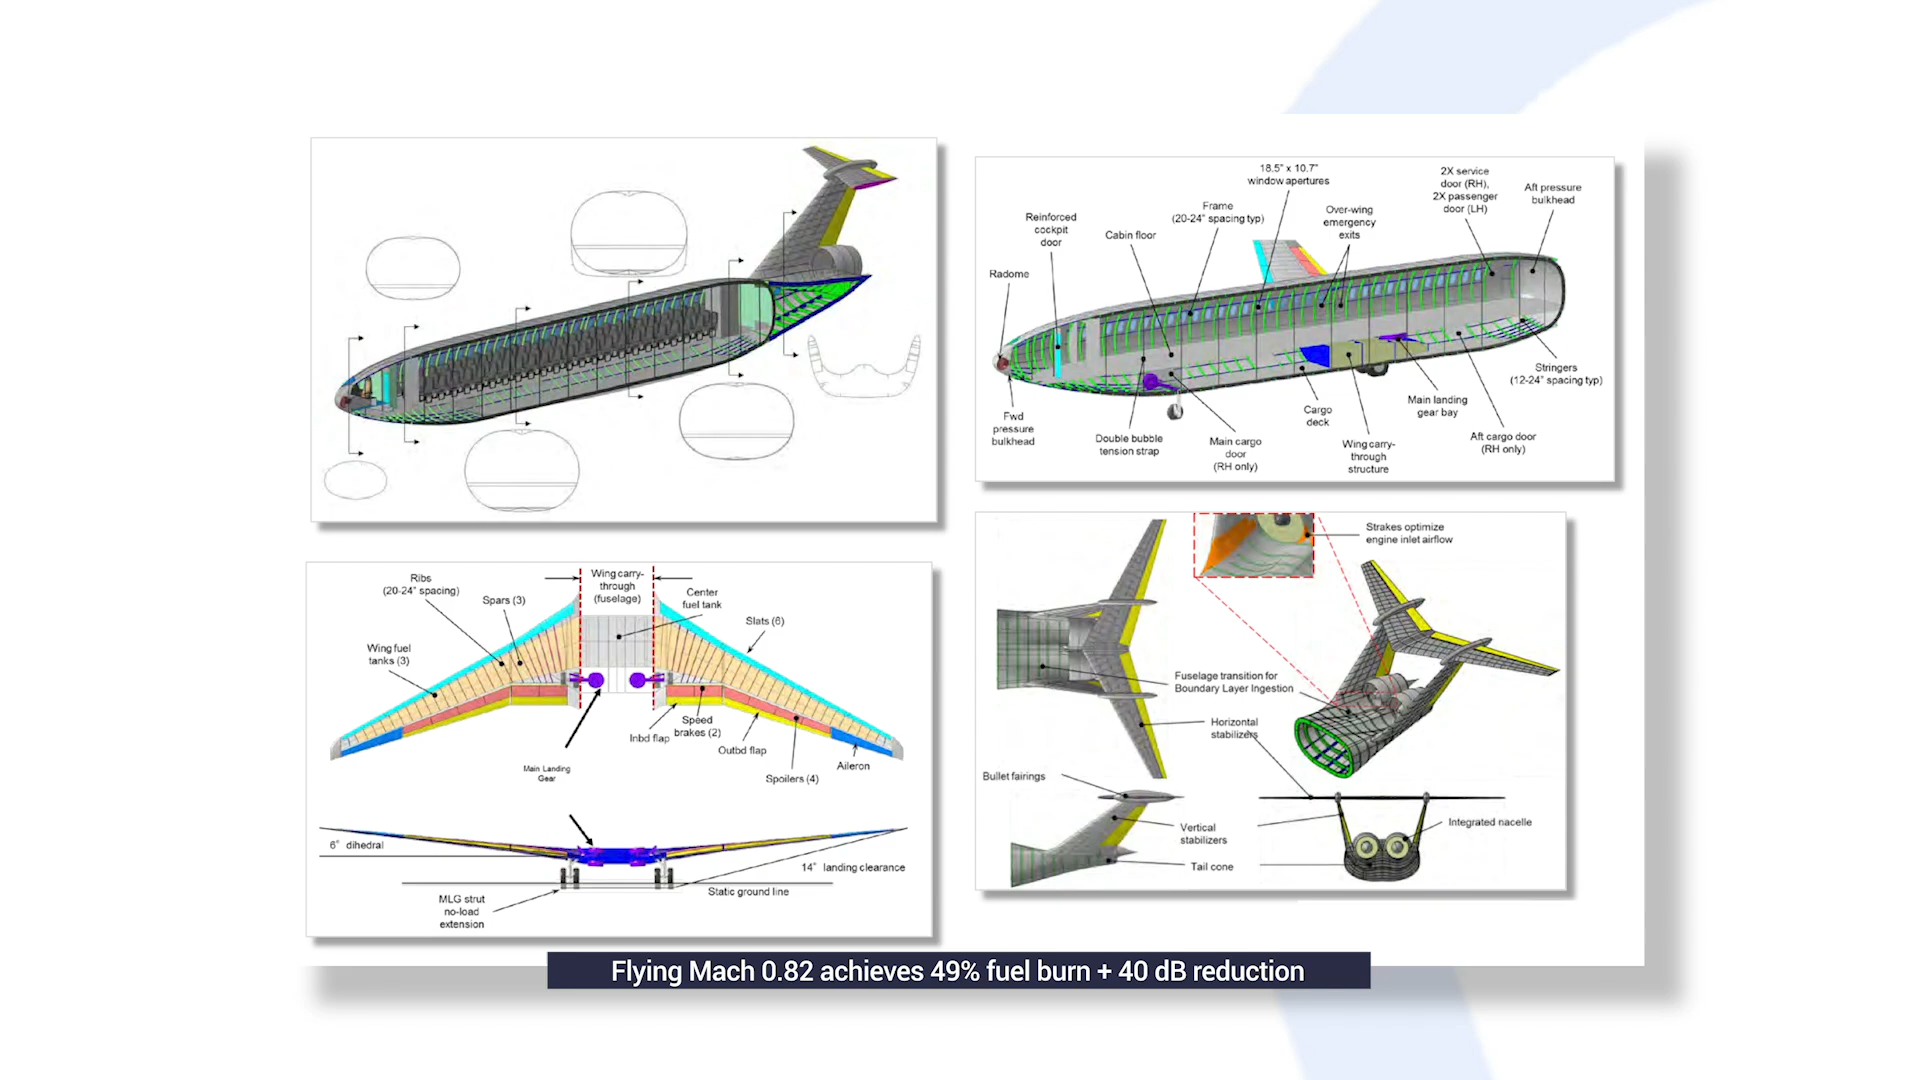 18.5" x 10.7"
window apertures
2X service
door (RH),
2X passenger
door (LH)
Aft pressure
bulkhead
Frame
(20-24" spacing typ)
Over-wing
emergency
exits
Reinforced
cockpit
door
Cabin floor
Radome
Stringers
(12-24" spacing typ)
Fwd
pressure
bulkhead
Double bubble
tension strap
Main cargo
door
(RH only)
Cargo
deck
Wing carry-
through
structure
Main landing
gear bay
Aft cargo door
(RH only)
Ribs
(20-24" spacing)
Spars (3)
Wing carry-
through
(fuselage)
Center
fuel tank
Slats (6)
Wing fuel
tanks (3)
Inbd flap
Speed
brakes (2)
Outbd flap
Spoilers (4)
Aileron
Main Landing
Gear
6° dihedral
14° landing clearance
Static ground line
MLG strut
no-load
extension
Strakes optimize
engine inlet airflow
Fuselage transition for
Boundary Layer Ingestion
Horizontal
stabilizers
Bullet fairings
Vertical
stabilizers
Tail cone
Integrated nacelle
Flying Mach 0.82 achieves 49% fuel burn + 40 dB reduction